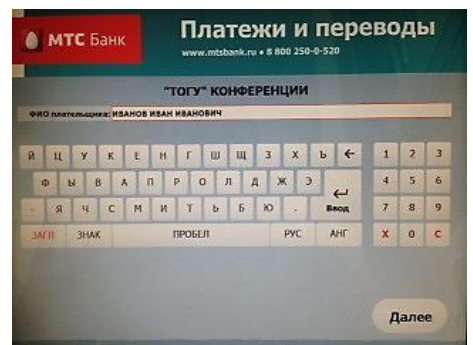 МТС Банк
Платежи и переводы
www.mtsbank.ru • 8 800 250-0-520
"ТОГУ" КОНФЕРЕНЦИИ
ФИО плательщика: ИВАНОВ ИВАН ИВАНОВИЧ
Й Ц У К Е Н Г Ш Щ З Х Ъ ← 1 2 3
Ф Ы В А П Р О Л Д Ж Э 4 5 6
- Я Ч С М И Т Ь Б Ю . Ввод 7 8 9
ЗАГЛ ЗНАК ПРОБЕЛ РУС АНГ X 0 C
Далее